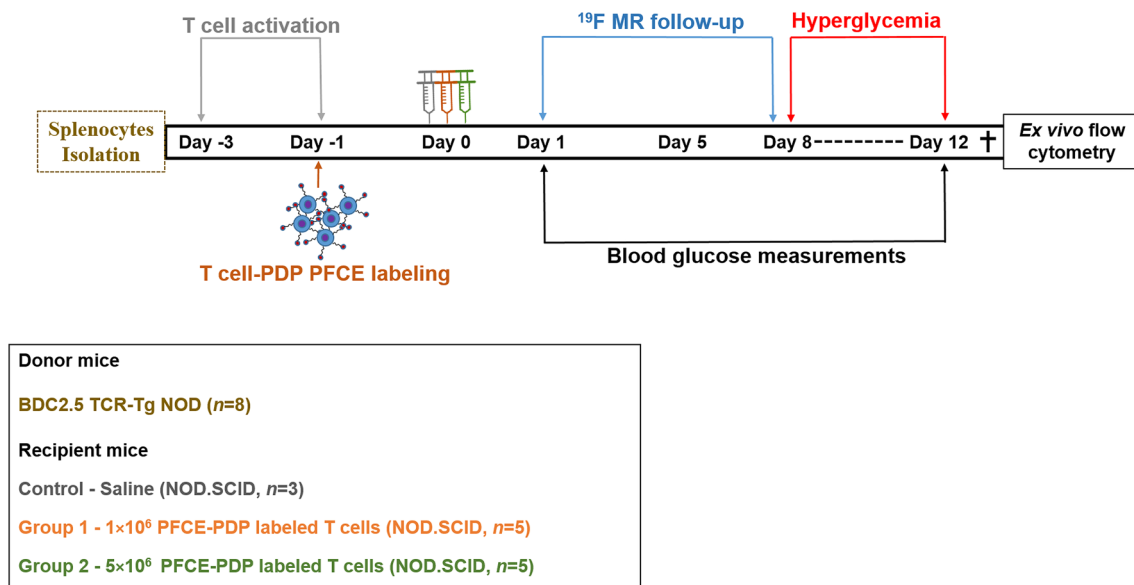 T cell activation
¹⁹F MR follow-up
Hyperglycemia
Splenocytes
Isolation
Day -3
Day -1
Day 0
Day 1
Day 5
Day 8----------Day 12
†
Ex vivo flow
cytometry
T cell-PDP PFCE labeling
Blood glucose measurements
Donor mice
BDC2.5 TCR-Tg NOD (n=8)
Recipient mice
Control - Saline (NOD.SCID, n=3)
Group 1 - 1×10⁶ PFCE-PDP labeled T cells (NOD.SCID, n=5)
Group 2 - 5×10⁶ PFCE-PDP labeled T cells (NOD.SCID, n=5)